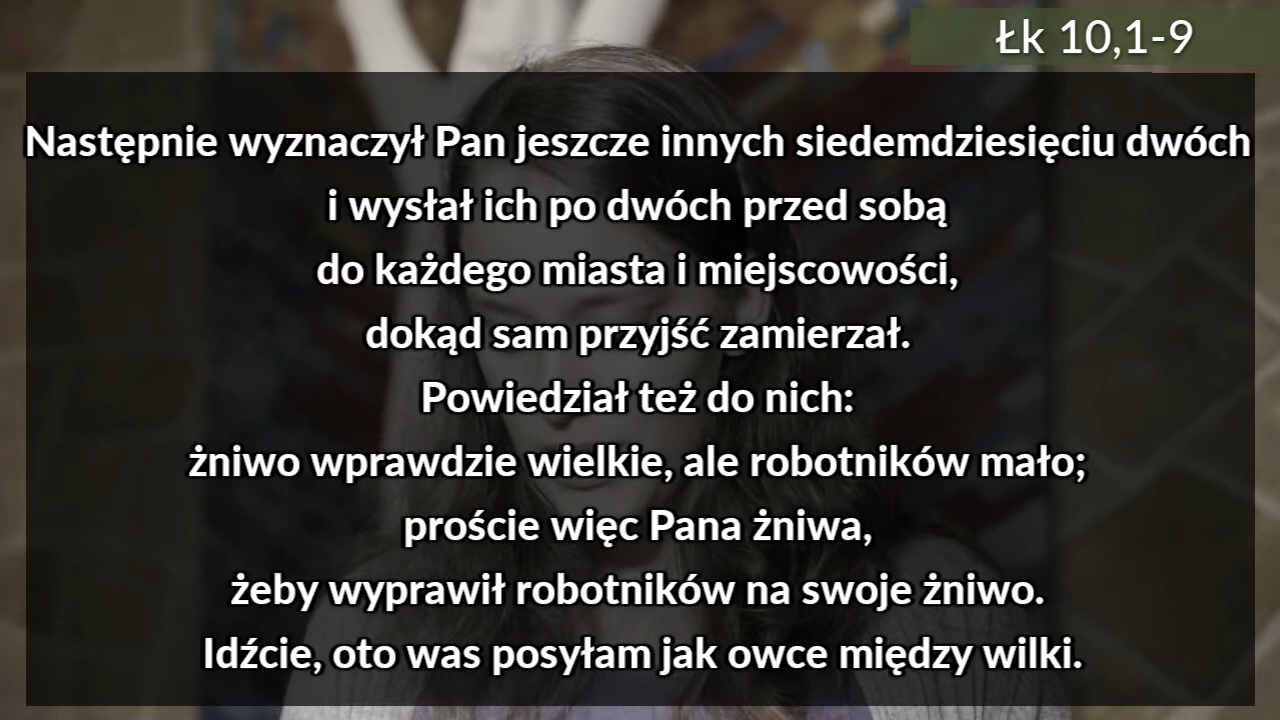 Łk 10,1-9
Następnie wyznaczył Pan jeszcze innych siedemdziesięciu dwóch
i wysłał ich po dwóch przed sobą
do każdego miasta i miejscowości,
dokąd sam przyjść zamierzał.
Powiedział też do nich:
żniwo wprawdzie wielkie, ale robotników mało;
proście więc Pana żniwa,
żeby wyprawił robotników na swoje żniwo.
Idźcie, oto was posyłam jak owce między wilki.